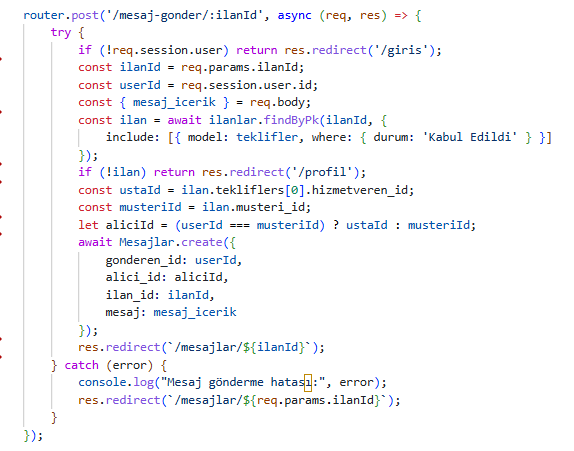 router.post('/mesaj-gonder/:ilanId', async (req, res) => {
    try {
        if (!req.session.user) return res.redirect('/giris');
        const ilanId = req.params.ilanId;
        const userId = req.session.user.id;
        const { mesaj_icerik } = req.body;
        const ilan = await ilanlar.findByPk(ilanId, {
            include: [{ model: teklifler, where: { durum: 'Kabul Edildi' } }]
        });
        if (!ilan) return res.redirect('/profil');
        const ustaId = ilan.tekliflers[0].hizmetveren_id;
        const musteriId = ilan.musteri_id;
        let aliciId = (userId === musteriId) ? ustaId : musteriId;
        await Mesajlar.create({
            gonderen_id: userId,
            alici_id: aliciId,
            ilan_id: ilanId,
            mesaj: mesaj_icerik
        });
        res.redirect(`/mesajlar/${ilanId}`);
    } catch (error) {
        console.log("Mesaj gönderme hatası:", error);
        res.redirect(`/mesajlar/${req.params.ilanId}`);
    }
});